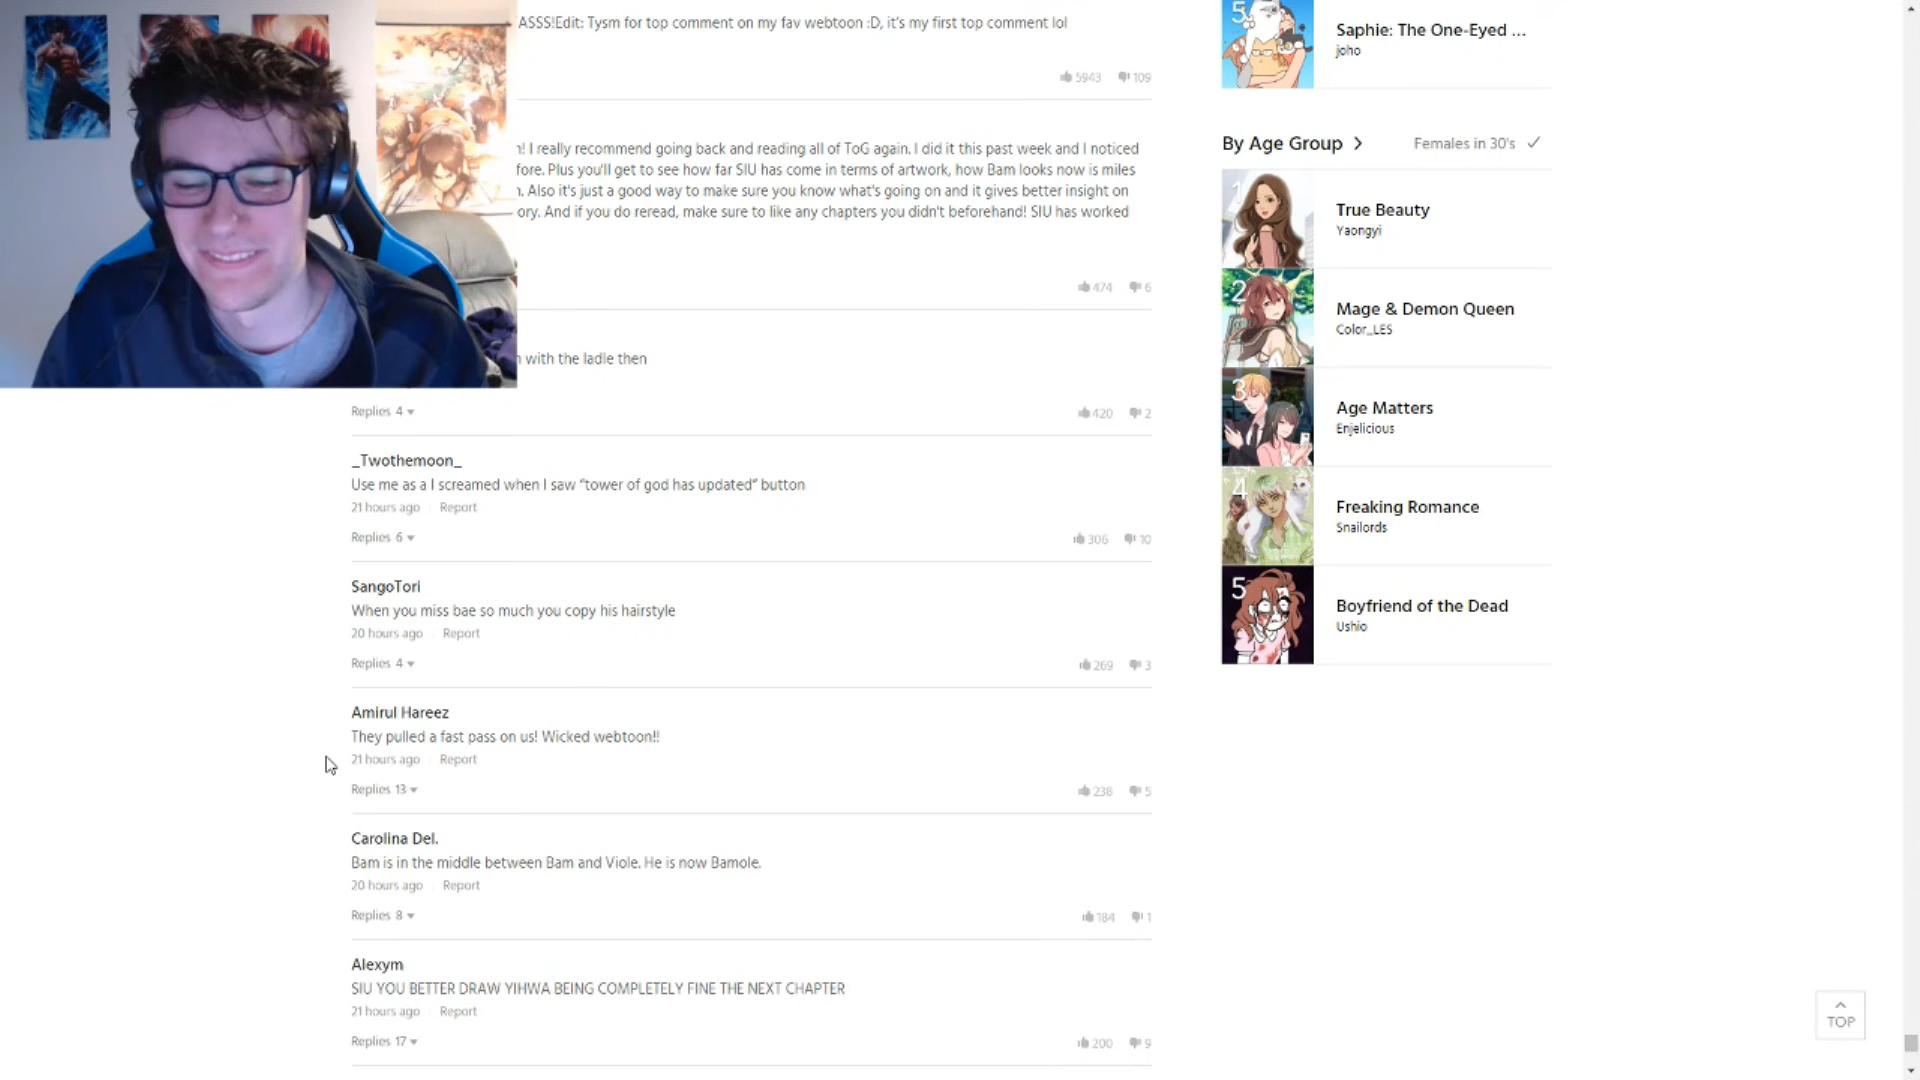 ASSS!Edit: Tysm for top comment on my fav webtoon :D, it's my first top comment lol
5943 109
! I really recommend going back and reading all of ToG again. I did it this past week and I noticed
fore. Plus you'll get to see how far SIU has come in terms of artwork, how Bam looks now is miles
. Also it's just a good way to make sure you know what's going on and it gives better insight on
ory. And if you do reread, make sure to like any chapters you didn't beforehand! SIU has worked
474 6
with the ladle then
Replies 4
420 2
_Twothemoon_
Use me as a I screamed when I saw “tower of god has updated” button
21 hours ago Report
Replies 6
306 10
SangoTori
When you miss bae so much you copy his hairstyle
20 hours ago Report
Replies 4
269 3
Amirul Hareez
They pulled a fast pass on us! Wicked webtoon!!
21 hours ago Report
Replies 13
238 5
Carolina Del.
Bam is in the middle between Bam and Viole. He is now Bamole.
20 hours ago Report
Replies 8
184 1
Alexym
SIU YOU BETTER DRAW YIHWA BEING COMPLETELY FINE THE NEXT CHAPTER
21 hours ago Report
Replies 17
200 9
5
Saphie: The One-Eyed ...
joho
By Age Group
Females in 30's
1
True Beauty
Yaongyi
2
Mage & Demon Queen
Color_LES
3
Age Matters
Enjelicious
4
Freaking Romance
Snailords
5
Boyfriend of the Dead
Ushio
TOP